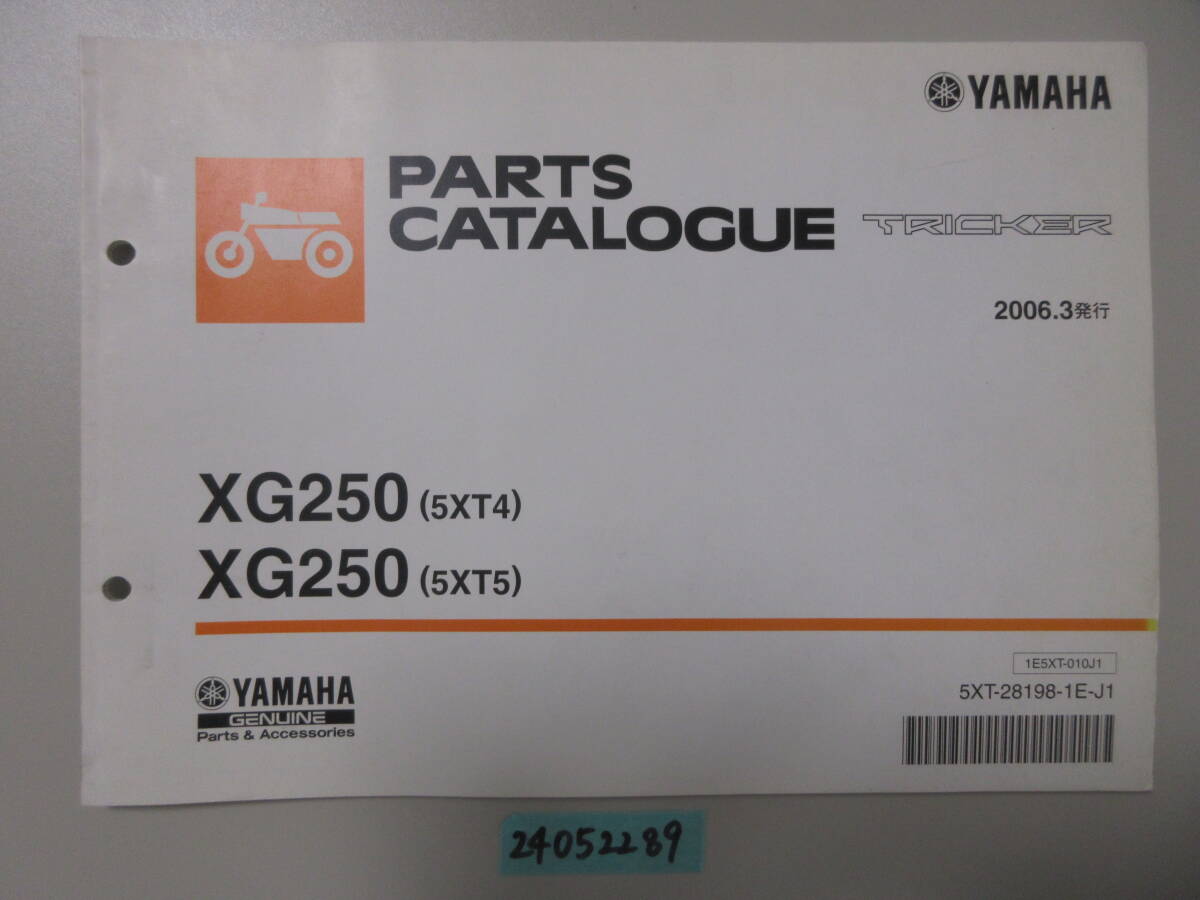 YAMAHA
PARTS
CATALOGUE
TRICKER
2006.3発行
XG250 (5XT4)
XG250 (5XT5)
1E5XT-010J1
5XT-28198-1E-J1
YAMAHA
GENUINE
Parts & Accessories
24052289